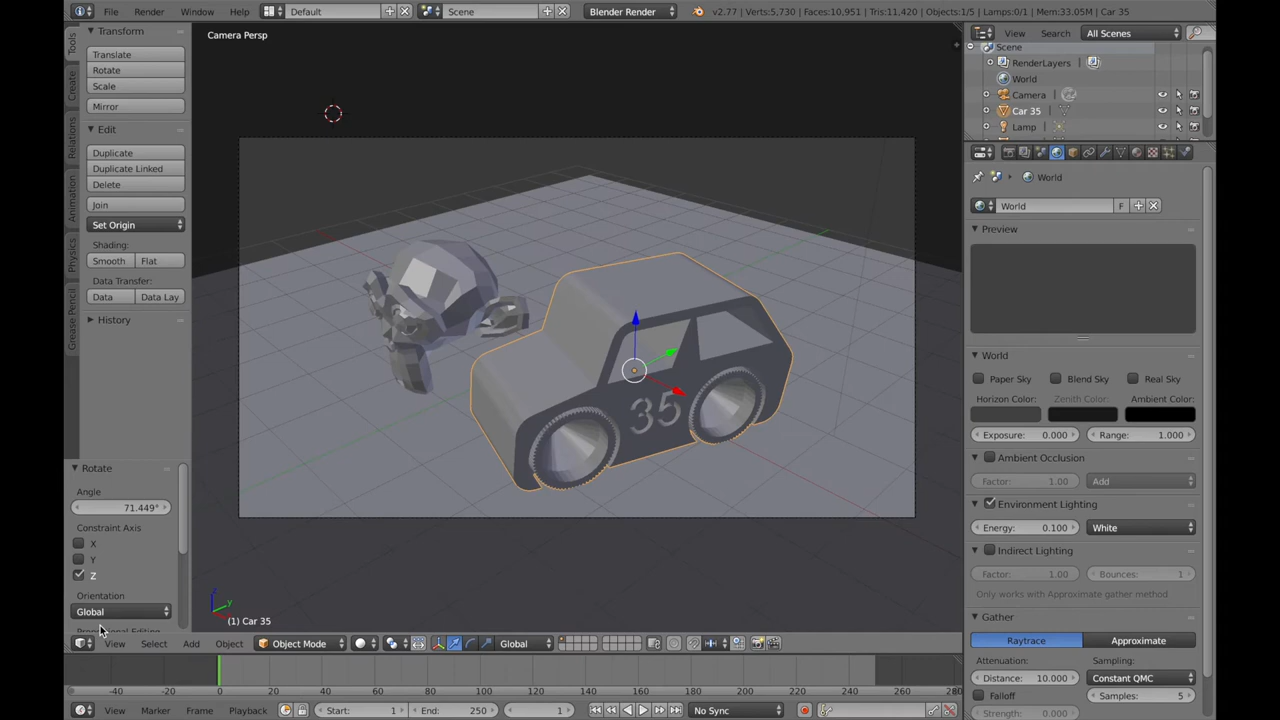 File Render Window Help Default Scene Blender Render v2.77 | Verts:5,730 | Faces:10,951 | Tris:11,420 | Objects:1/5 | Lamps:0/1 | Mem:33.05M | Car 35
Tools
Create
Relations
Animation
Physics
Grease Pencil
Transform
Translate
Rotate
Scale
Mirror
Edit
Duplicate
Duplicate Linked
Delete
Join
Set Origin
Shading:
Smooth Flat
Data Transfer:
Data Data Lay
History
Rotate
Angle
71.449°
Constraint Axis
X
Y
Z
Orientation
Global
Camera Persp
35
(1) Car 35
View Select Add Object Object Mode Global
-40 -20 0 20 40 60 80 100 120 140 160 180 200 220 240 260 280
View Marker Frame Playback Start: 1 End: 250 1 No Sync
View Search All Scenes
Scene
RenderLayers
World
Camera
Car 35
Lamp
World
World F
Preview
World
Paper Sky Blend Sky Real Sky
Horizon Color: Zenith Color: Ambient Color:
Exposure: 0.000 Range: 1.000
Ambient Occlusion
Factor: 1.00 Add
Environment Lighting
Energy: 0.100 White
Indirect Lighting
Factor: 1.00 Bounces: 1
Only works with Approximate gather method
Gather
Raytrace Approximate
Attenuation: Sampling:
Distance: 10.000 Constant QMC
Falloff Samples: 5
Strength: 0.000